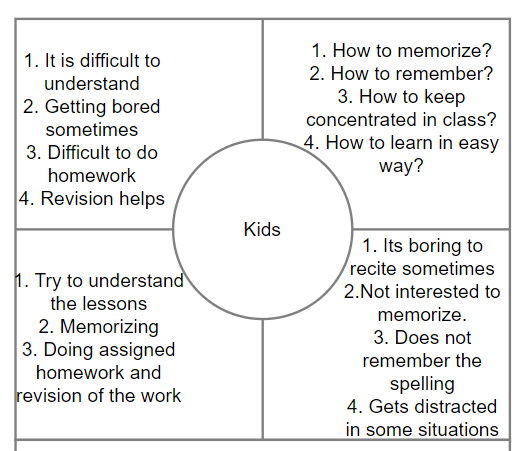 1. It is difficult to
understand
2. Getting bored
sometimes
3. Difficult to do
homework
4. Revision helps
1. How to memorize?
2. How to remember?
3. How to keep
concentrated in class?
4. How to learn in easy
way?
Kids
1. Try to understand
the lessons
2. Memorizing
3. Doing assigned
homework and
revision of the work
1. Its boring to
recite sometimes
2.Not interested to
memorize.
3. Does not
remember the
spelling
4. Gets distracted
in some situations